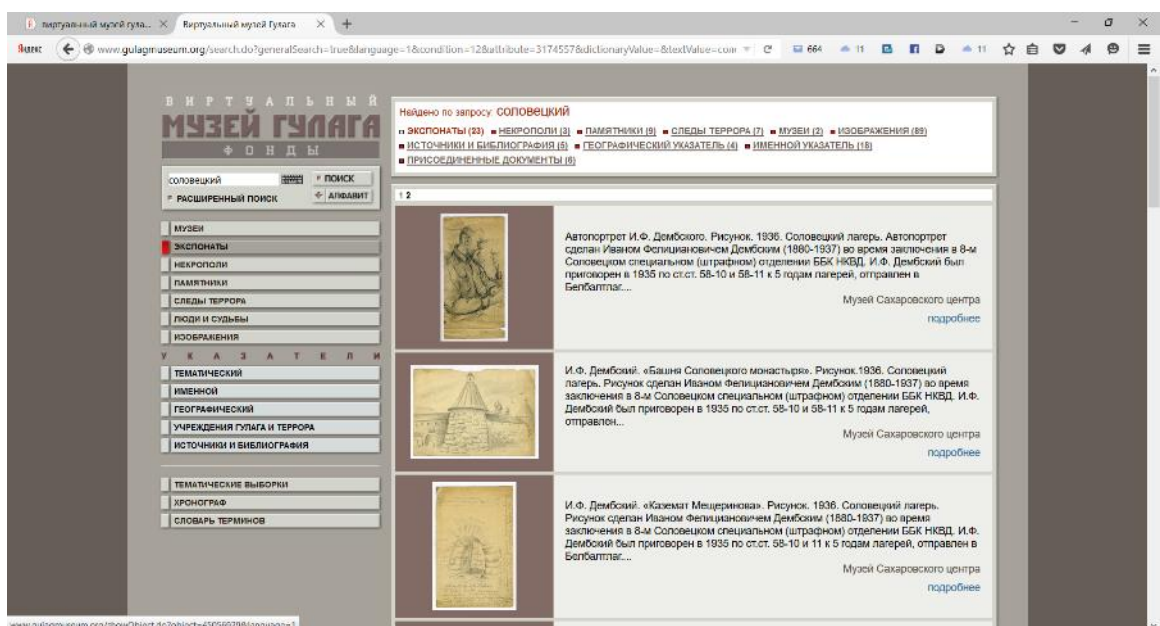 виртуальный музей гула...
Виртуальный музей Гулага
Яндекс
www.gulagmuseum.org/search.do?generalSearch=true&language=1&condition=12&attribute=3174557&dictionaryValue=&textValue=
664
11
11
ВИРТУАЛЬНЫЙ
МУЗЕЙ ГУЛАГА
ФОНДЫ
соловецкий
ПОИСК
РАСШИРЕННЫЙ ПОИСК
АЛФАВИТ
МУЗЕИ
ЭКСПОНАТЫ
НЕКРОПОЛИ
ПАМЯТНИКИ
СЛЕДЫ ТЕРРОРА
ЛЮДИ И СУДЬБЫ
ИЗОБРАЖЕНИЯ
УКАЗАТЕЛИ
ТЕМАТИЧЕСКИЙ
ИМЕННОЙ
ГЕОГРАФИЧЕСКИЙ
УЧРЕЖДЕНИЯ ГУЛАГА И ТЕРРОРА
ИСТОЧНИКИ И БИБЛИОГРАФИЯ
ТЕМАТИЧЕСКИЕ ВЫБОРКИ
ХРОНОГРАФ
СЛОВАРЬ ТЕРМИНОВ
Найдено по запросу: СОЛОВЕЦКИЙ
ЭКСПОНАТЫ (23) НЕКРОПОЛИ (3) ПАМЯТНИКИ (9) СЛЕДЫ ТЕРРОРА (7) МУЗЕИ (2) ИЗОБРАЖЕНИЯ (89)
ИСТОЧНИКИ И БИБЛИОГРАФИЯ (5) ГЕОГРАФИЧЕСКИЙ УКАЗАТЕЛЬ (4) ИМЕННОЙ УКАЗАТЕЛЬ (18)
ПРИСОЕДИНЕННЫЕ ДОКУМЕНТЫ (6)
1 2
Автопортрет И.Ф. Дембского. Рисунок. 1936. Соловецкий лагерь. Автопортрет
сделан Иваном Фелициановичем Дембским (1880-1937) во время заключения в 8-м
Соловецком специальном (штрафном) отделении ББК НКВД. И.Ф. Дембский был
приговорен в 1935 по ст.ст. 58-10 и 58-11 к 5 годам лагерей, отправлен в
Белбалтлаг....
Музей Сахаровского центра
подробнее
И.Ф. Дембский. «Башня Соловецкого монастыря». Рисунок.1936. Соловецкий
лагерь. Рисунок сделан Иваном Фелициановичем Дембским (1880-1937) во время
заключения в 8-м Соловецком специальном (штрафном) отделении ББК НКВД. И.Ф.
Дембский был приговорен в 1935 по ст.ст. 58-10 и 58-11 к 5 годам лагерей,
отправлен...
Музей Сахаровского центра
подробнее
И.Ф. Дембский. «Каземат Мещеринова». Рисунок. 1936. Соловецкий лагерь.
Рисунок сделан Иваном Фелициановичем Дембским (1880-1937) во время
заключения в 8-м Соловецком специальном (штрафном) отделении ББК НКВД. И.Ф.
Дембский был приговорен в 1935 по ст.ст. 58-10 и 11 к 5 годам лагерей, отправлен в
Белбалтлаг....
Музей Сахаровского центра
подробнее